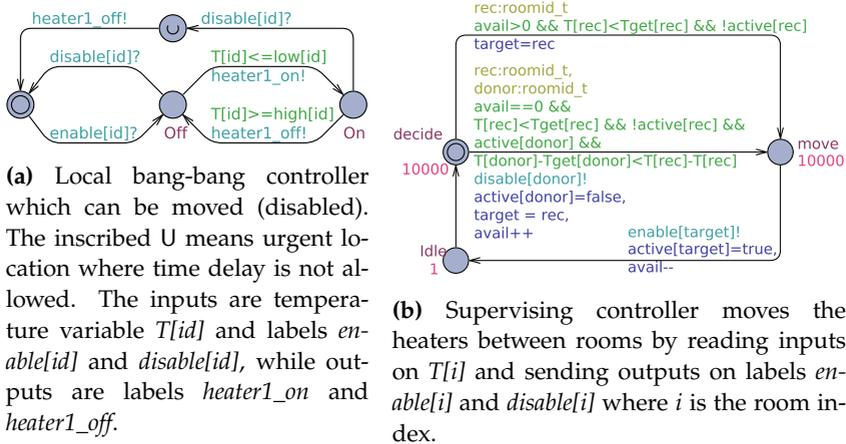 heater1_off!
disable[id]?
U
disable[id]?
T[id]<=low[id]
heater1_on!
T[id]>=high[id]
enable[id]?
Off
heater1_off!
On
(a) Local bang-bang controller
which can be moved (disabled).
The inscribed U means urgent lo-
cation where time delay is not al-
lowed. The inputs are tempera-
ture variable T[id] and labels en-
able[id] and disable[id], while out-
puts are labels heater1_on and
heater1_off.
rec:roomid_t
avail>0 && T[rec]<Tget[rec] && !active[rec]
target=rec
rec:roomid_t,
donor:roomid_t
avail==0 &&
T[rec]<Tget[rec] && !active[rec] &&
active[donor] &&
T[donor]-Tget[donor]<T[rec]-T[rec]
disable[donor]!
active[donor]=false,
target = rec,
avail++
decide
10000
move
10000
Idle
1
enable[target]!
active[target]=true,
avail--
(b) Supervising controller moves the
heaters between rooms by reading inputs
on T[i] and sending outputs on labels en-
able[i] and disable[i] where i is the room in-
dex.